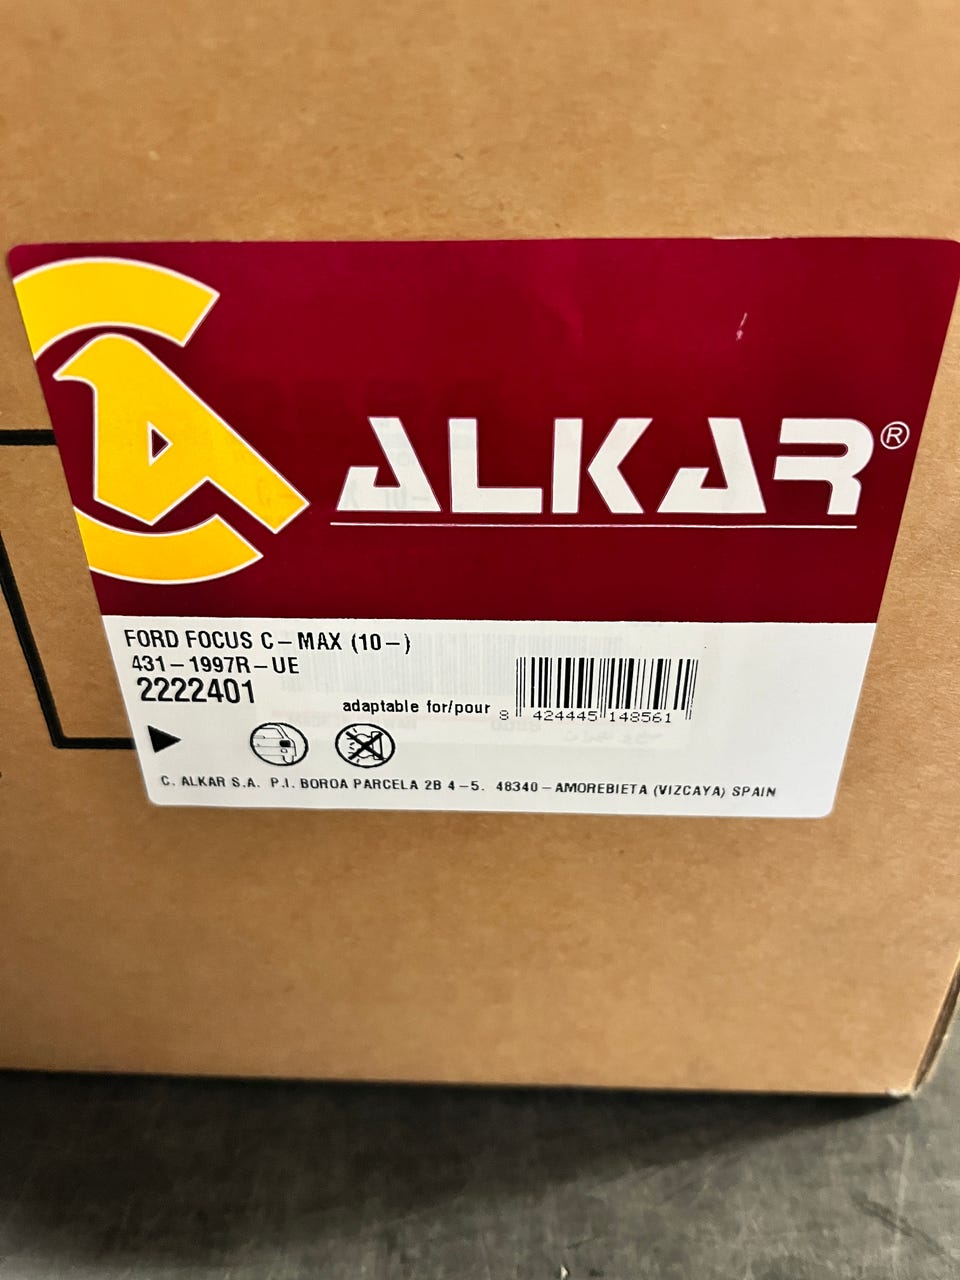 ALKAR®
FORD FOCUS C-MAX (10-)
431-1997R-UE
2222401
adaptable for/pour
8 424445 148561
C. ALKAR S.A. P.I. BOROA PARCELA 2B 4-5. 48340-AMOREBIETA (VIZCAYA) SPAIN